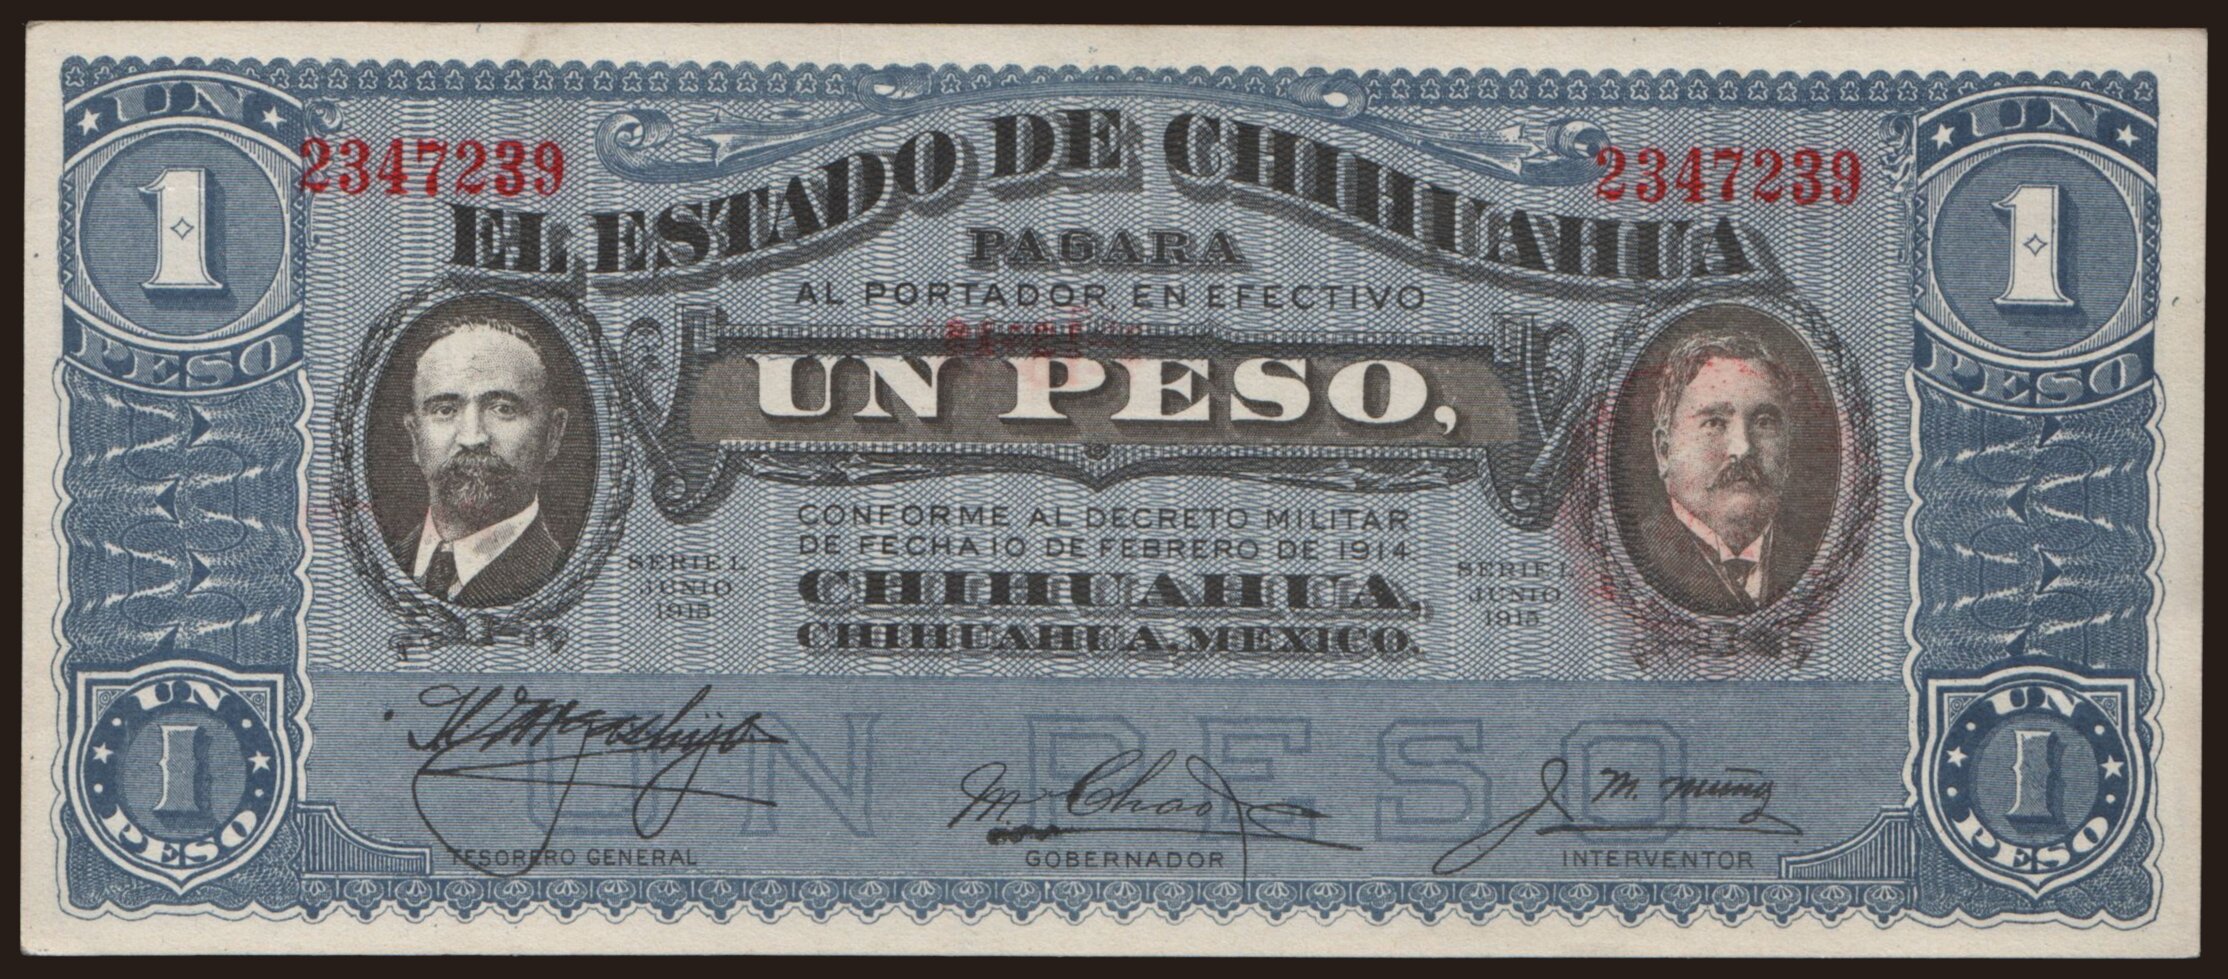 UN
UN
2347239
2347239
1
1
EL ESTADO DE CHIHUAHUA
PAGARA
AL PORTADOR, EN EFECTIVO
PESO
PESO
UN PESO,
CONFORME AL DECRETO MILITAR
DE FECHA 10 DE FEBRERO DE 1914
SERIE
JUNIO
1915
SERIE
JUNIO
1915
CHIHUAHUA,
CHIHUAHUA, MEXICO.
UN
1
PESO
UN PESO
UN
1
PESO
M Chao
J. M. Muñoz
TESORERO GENERAL
GOBERNADOR
INTERVENTOR